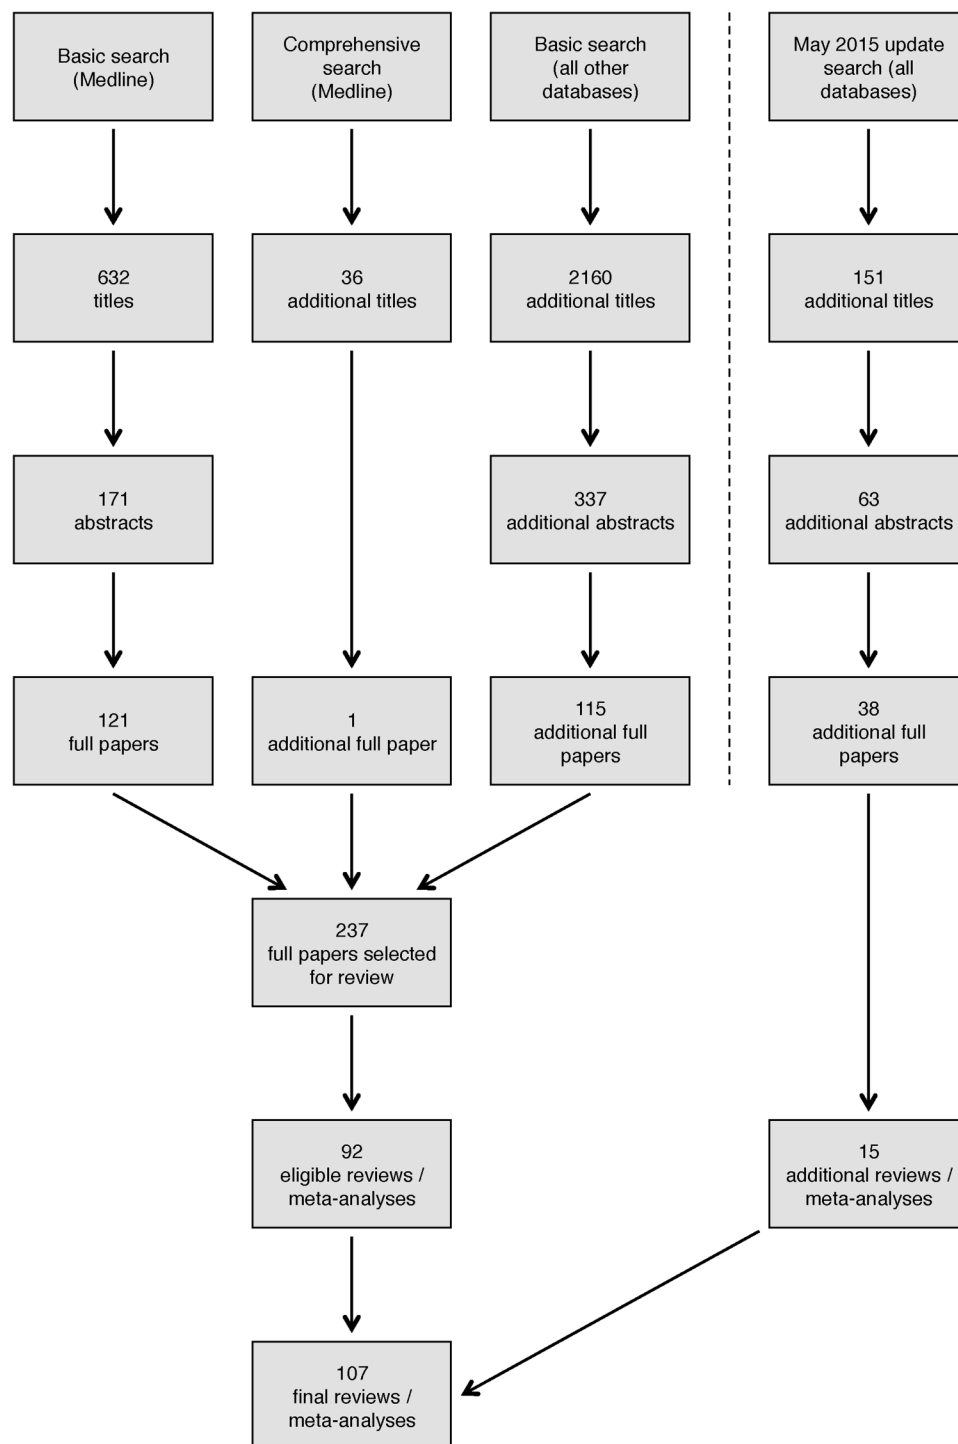 Basic search
(Medline)
Comprehensive
search
(Medline)
Basic search
(all other
databases)
May 2015 update
search (all
databases)
632
titles
36
additional titles
2160
additional titles
151
additional titles
171
abstracts
337
additional abstracts
63
additional abstracts
121
full papers
1
additional full paper
115
additional full
papers
38
additional full
papers
237
full papers selected
for review
92
eligible reviews /
meta-analyses
15
additional reviews /
meta-analyses
107
final reviews /
meta-analyses